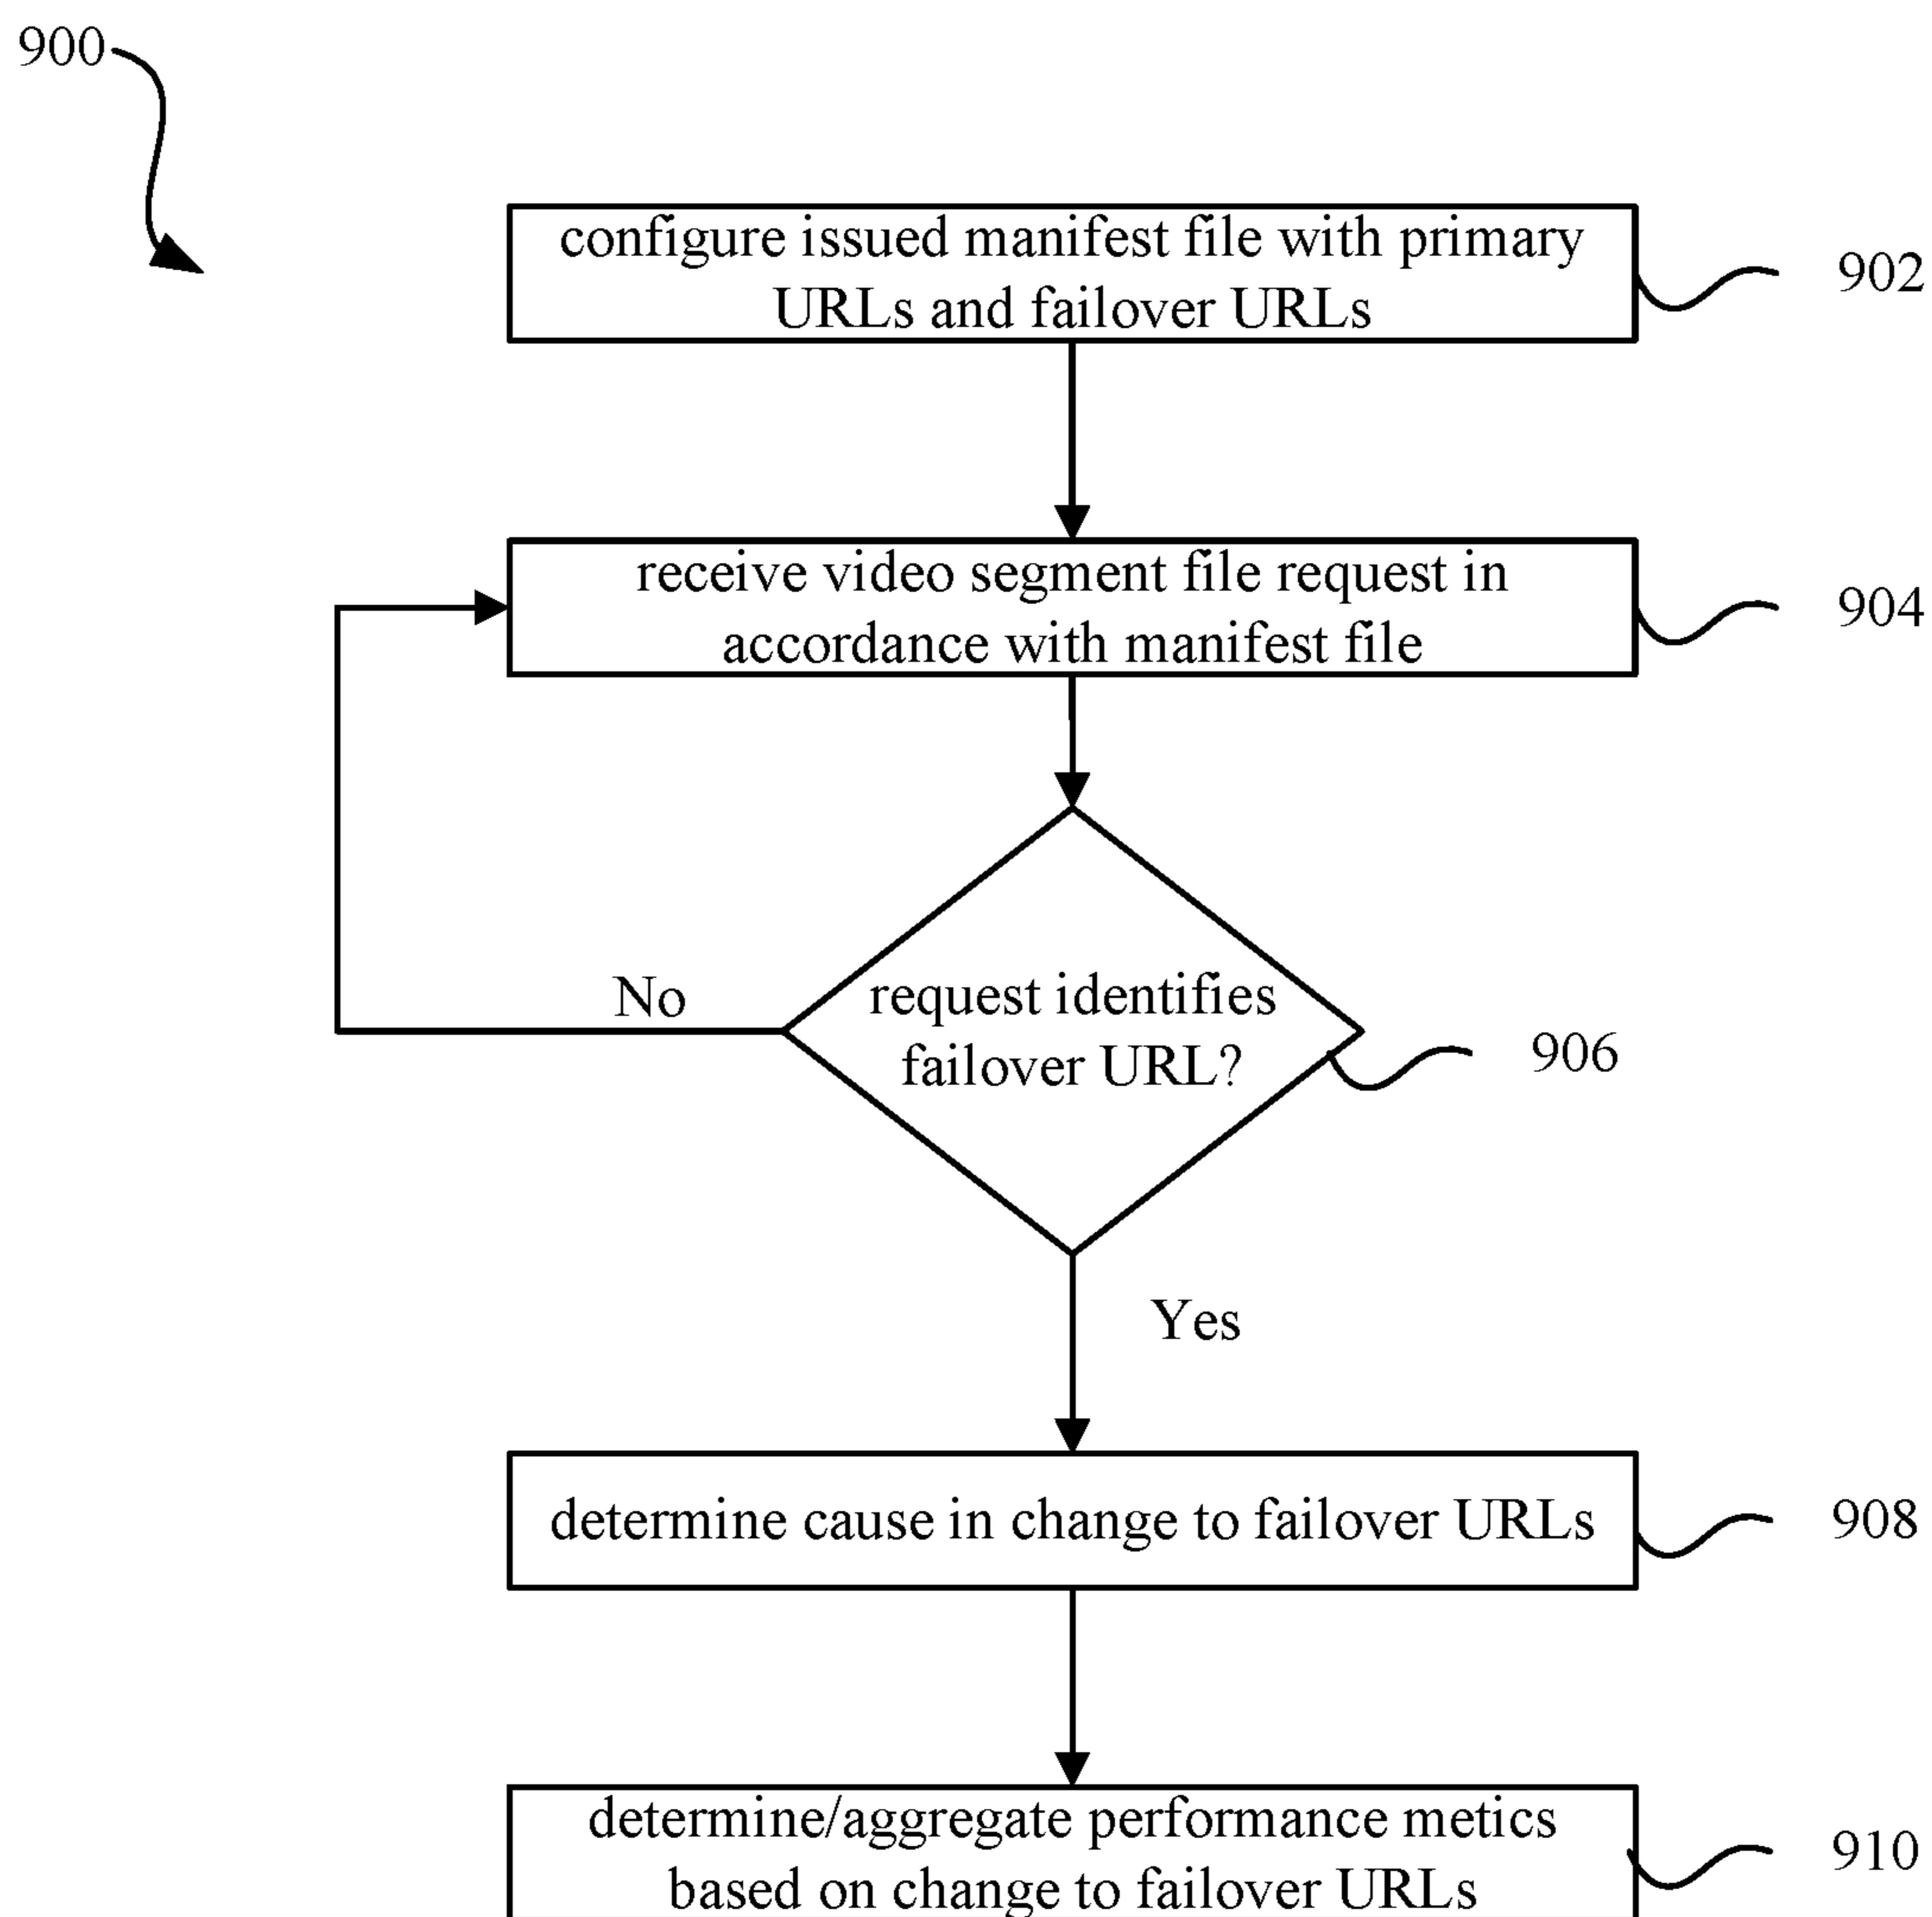 900
configure issued manifest file with primary
URLs and failover URLs
902
receive video segment file request in
accordance with manifest file
904
No
request identifies
failover URL?
906
Yes
determine cause in change to failover URLs
908
determine/aggregate performance metics
based on change to failover URLs
910